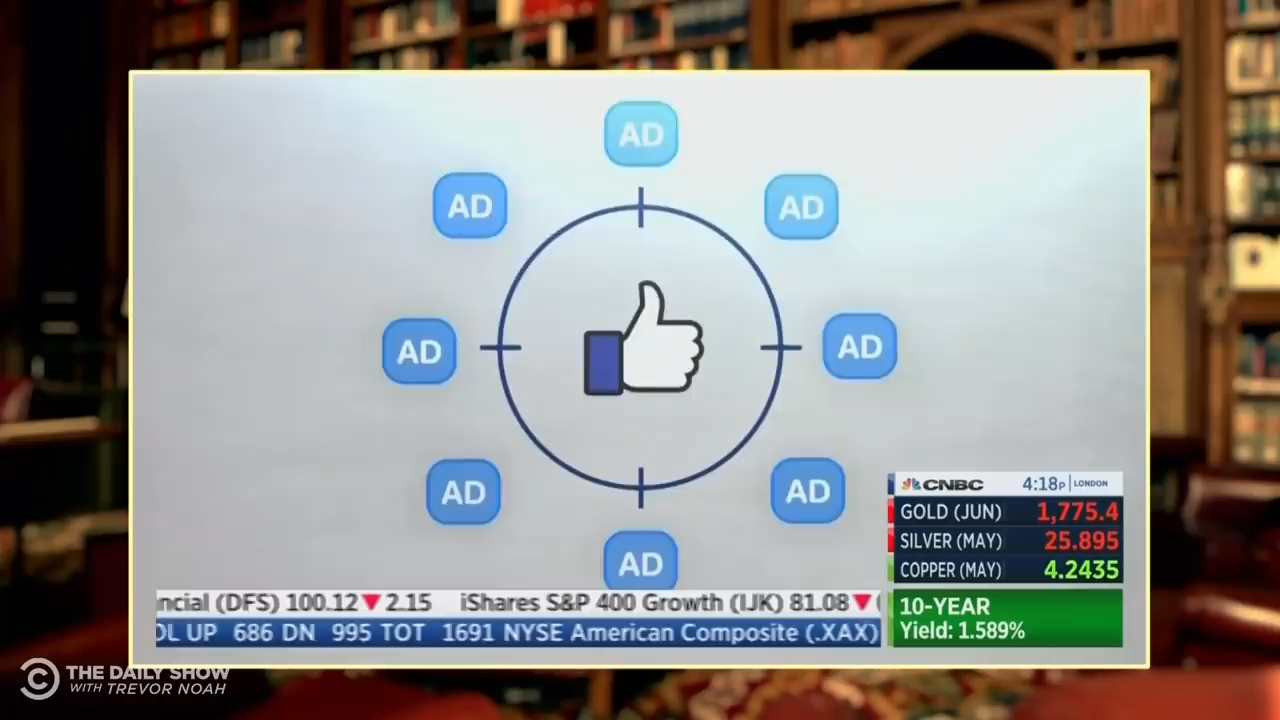 AD
AD
AD
AD
AD
AD
AD
AD
CNBC 4:18P LONDON
GOLD (JUN) 1,775.4
SILVER (MAY) 25.895
COPPER (MAY) 4.2435
10-YEAR
Yield: 1.589%
ncial (DFS) 100.12▼2.15 iShares S&P 400 Growth (IJK) 81.08▼
OL UP 686 DN 995 TOT 1691 NYSE American Composite (.XAX)
THE DAILY SHOW
WITH TREVOR NOAH